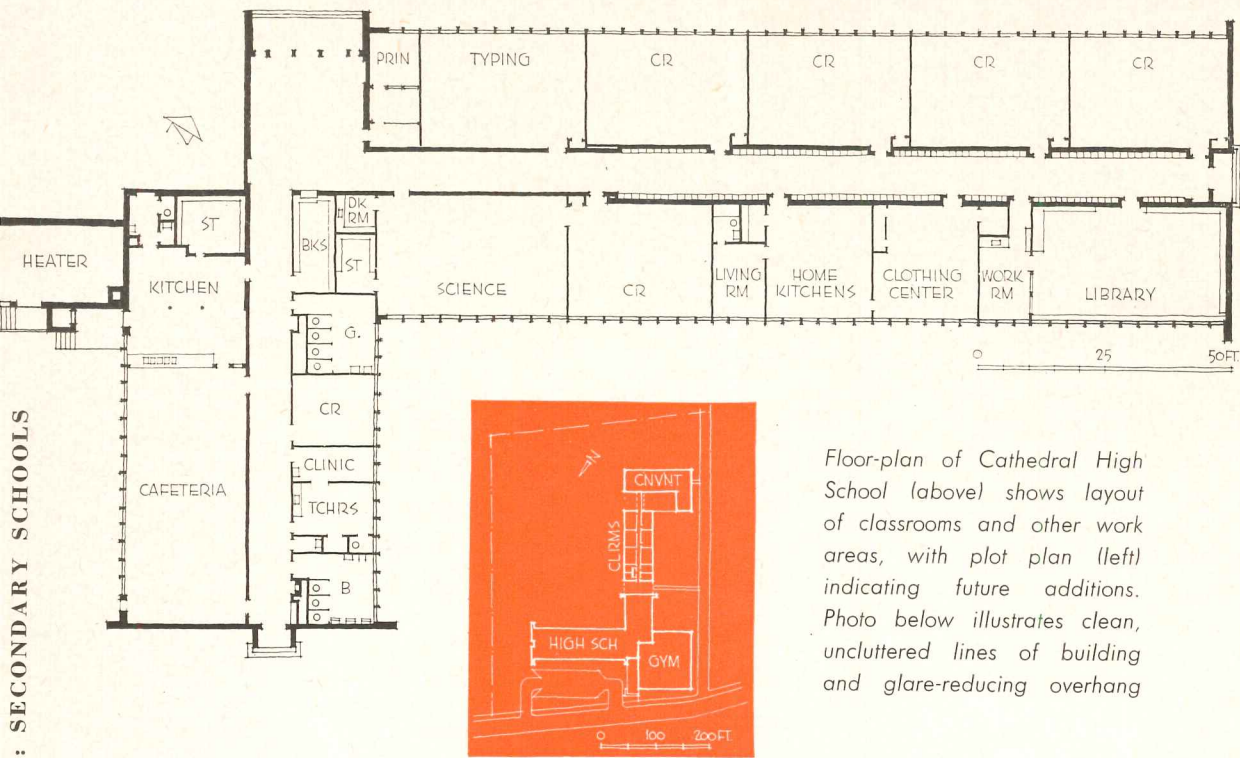 PRIN
TYPING
CR
CR
CR
CR
HEATER
ST
KITCHEN
BKS
DK
RM
ST
SCIENCE
CR
LIVING
RM
HOME
KITCHENS
CLOTHING
CENTER
WORK
RM
LIBRARY
0 25 50FT.
G.
CR
CLINIC
TCHRS
B
CAFETERIA
: SECONDARY SCHOOLS
N
CNVNT
CLRMS
HIGH SCH
GYM
0 100 200FT.
Floor-plan of Cathedral High
School (above) shows layout
of classrooms and other work
areas, with plot plan (left)
indicating future additions.
Photo below illustrates clean,
uncluttered lines of building
and glare-reducing overhang